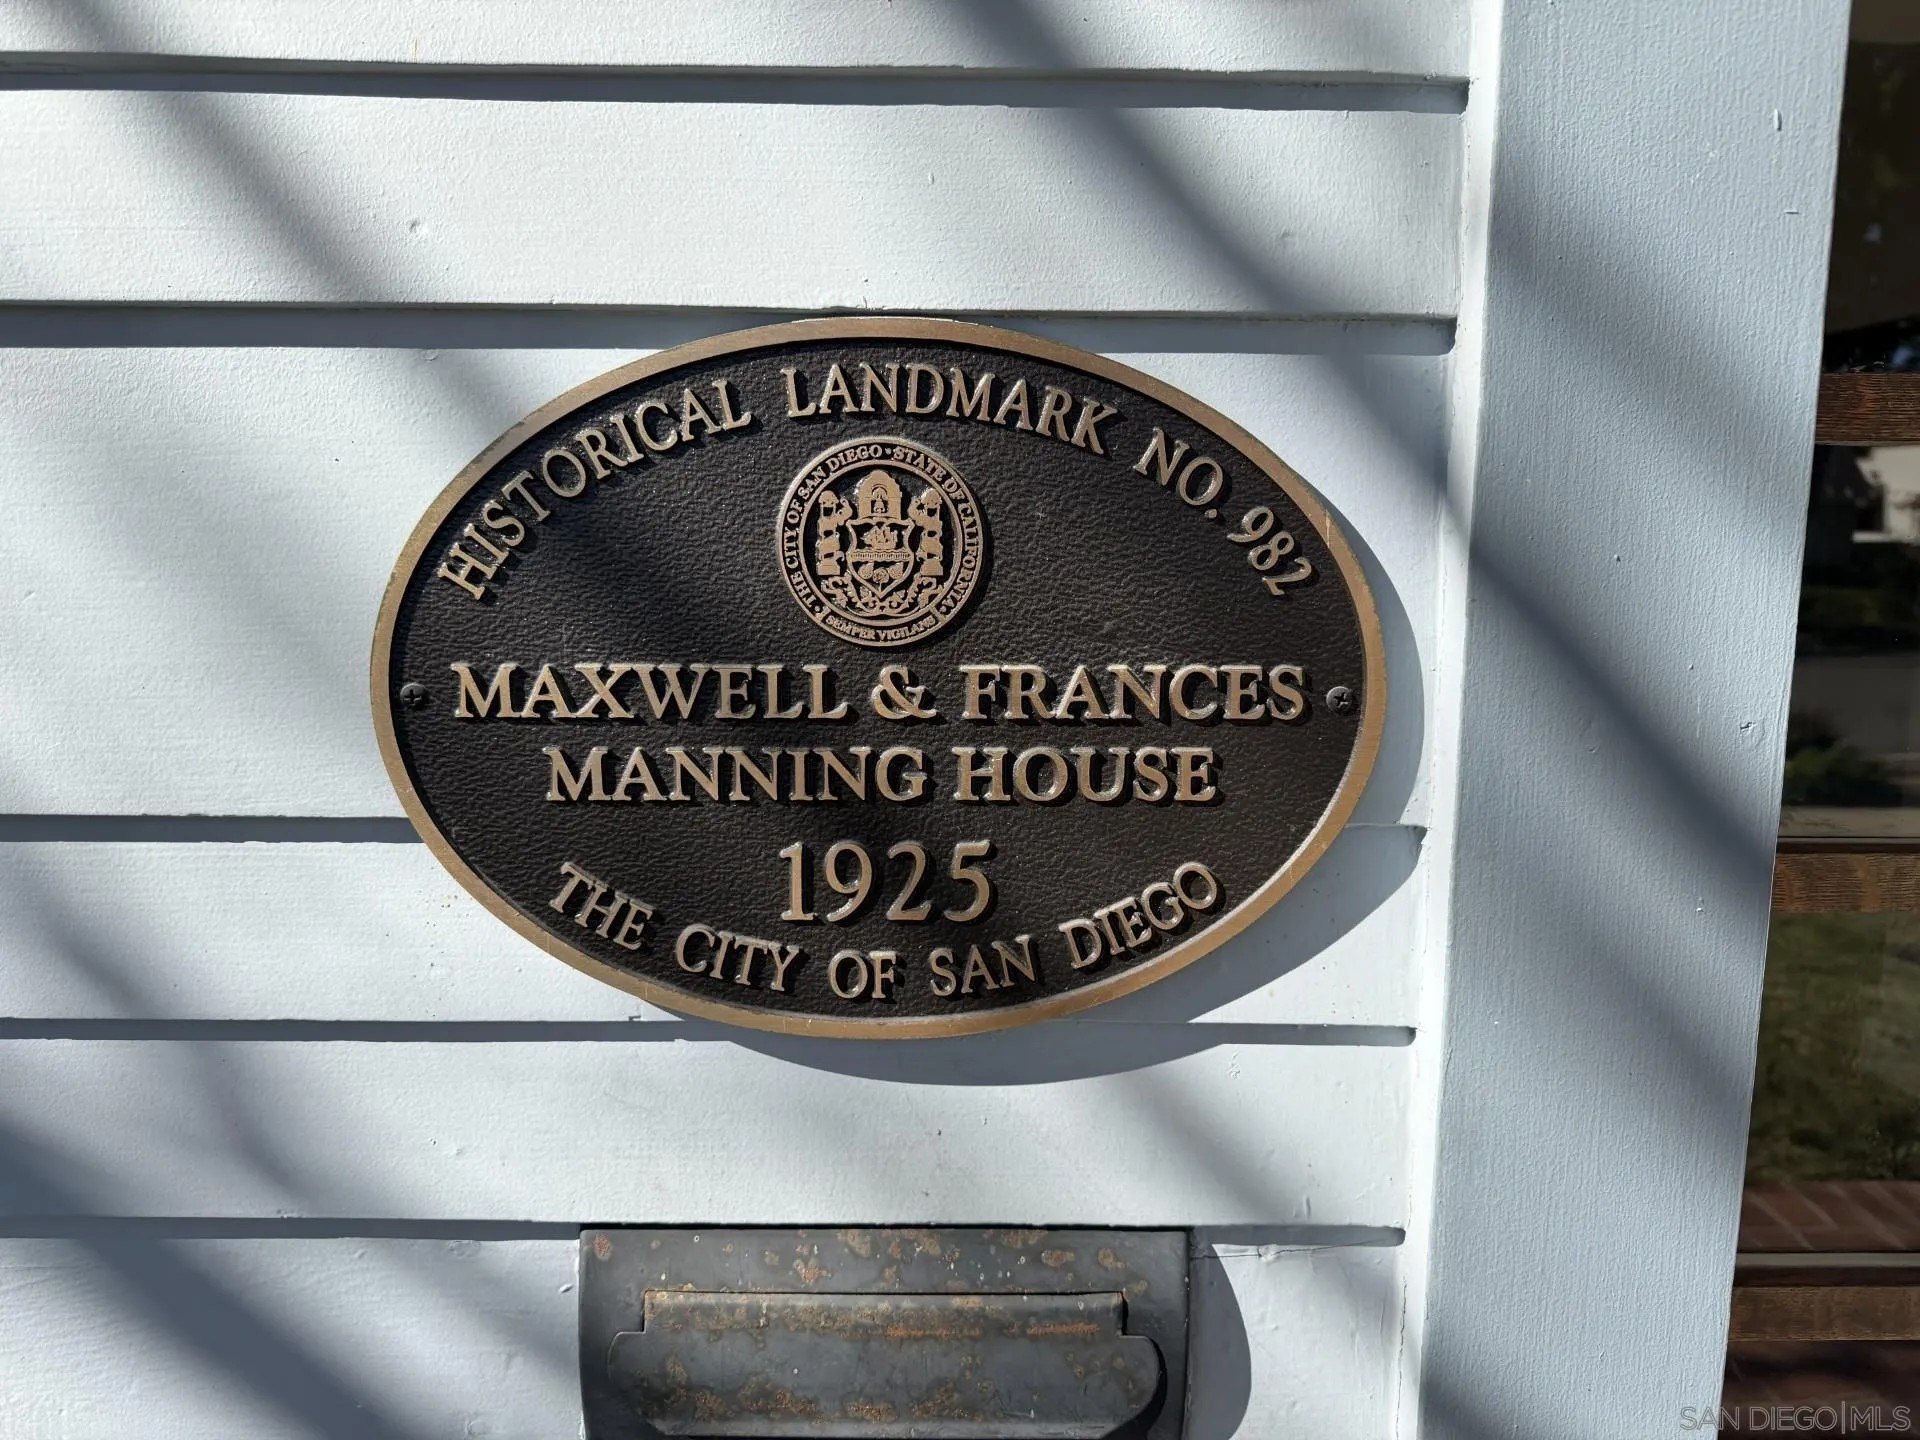 HISTORICAL LANDMARK NO. 982
THE CITY OF SAN DIEGO • STATE OF CALIFORNIA
SEMPER VIGILANS
MAXWELL & FRANCES
MANNING HOUSE
1925
THE CITY OF SAN DIEGO
SAN DIEGO|MLS